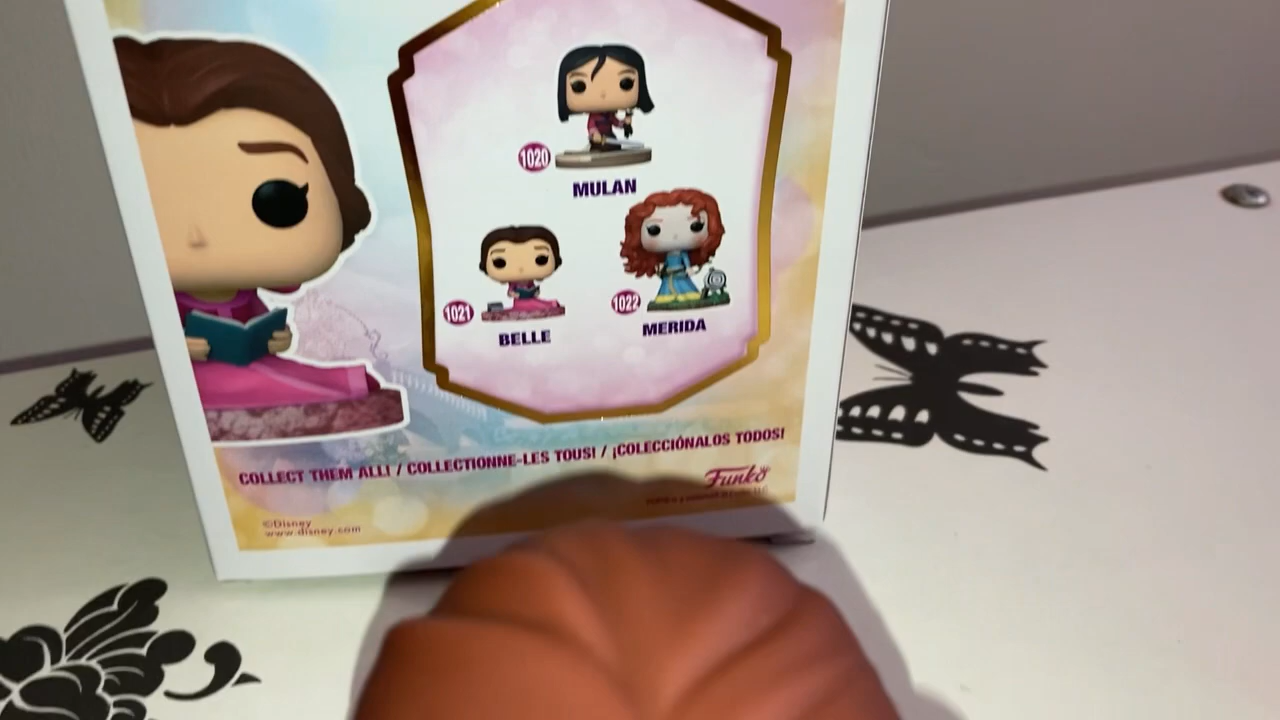 1020
MULAN
1021
BELLE
1022
MERIDA
COLLECT THEM ALL! / COLLECTIONNE-LES TOUS! / ¡COLECCIÓNALOS TODOS!
Funko
©Disney
www.disney.com